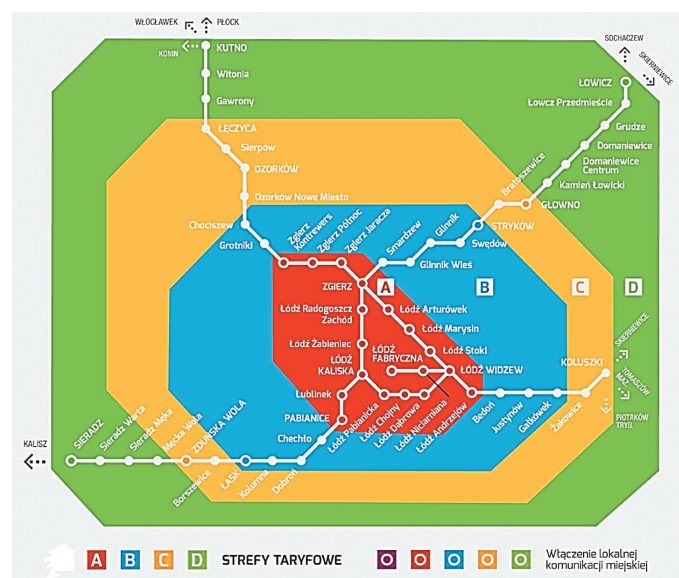 WŁOCŁAWEK
PŁOCK
KONIN
KUTNO
Witonia
Gawrony
ŁĘCZYCA
Sierpów
OZORKÓW
Ozorków Nowe Miasto
Chociszew
Grotniki
Zgierz
Kontrewers
Zgierz Północ
Zgierz Jaracza
ZGIERZ
SOCHACZEW
SKIERNIEWICE
ŁOWICZ
Łowcz Przedmieście
Grudze
Domaniewice
Domaniewice
Centrum
Kamień Łowicki
GŁOWNO
Bratoszewice
STRYKÓW
Swędów
Glinnik
Glinnik Wieś
Smardzew
A
B
C
D
Łódź Radogoszcz
Zachód
Łódź Żabieniec
ŁÓDŹ
KALISKA
Łódź Arturówek
Łódź Marysin
Łódź Stoki
ŁÓDŹ
FABRYCZNA
ŁÓDŹ WIDZEW
Lublinek
PABIANICE
Chechło
Dobroń
Kolumna
ŁASK
Borszewice
ZDUŃSKA WOLA
Męcka Wola
Sieradz Męka
Sieradz Warta
SIERADZ
KALISZ
Łódź Pabianicka
Łódź Chojny
Łódź Dąbrowa
Łódź Niciarniana
Łódź Andrzejów
Bedoń
Justynów
Gałkówek
Żakowice
KOLUSZKI
SKIERNIEWICE
TOMASZÓW
MAZ.
PIOTRKÓW
TRYB.
A B C D STREFY TARYFOWE
Włączenie lokalnej
komunikacji miejskiej